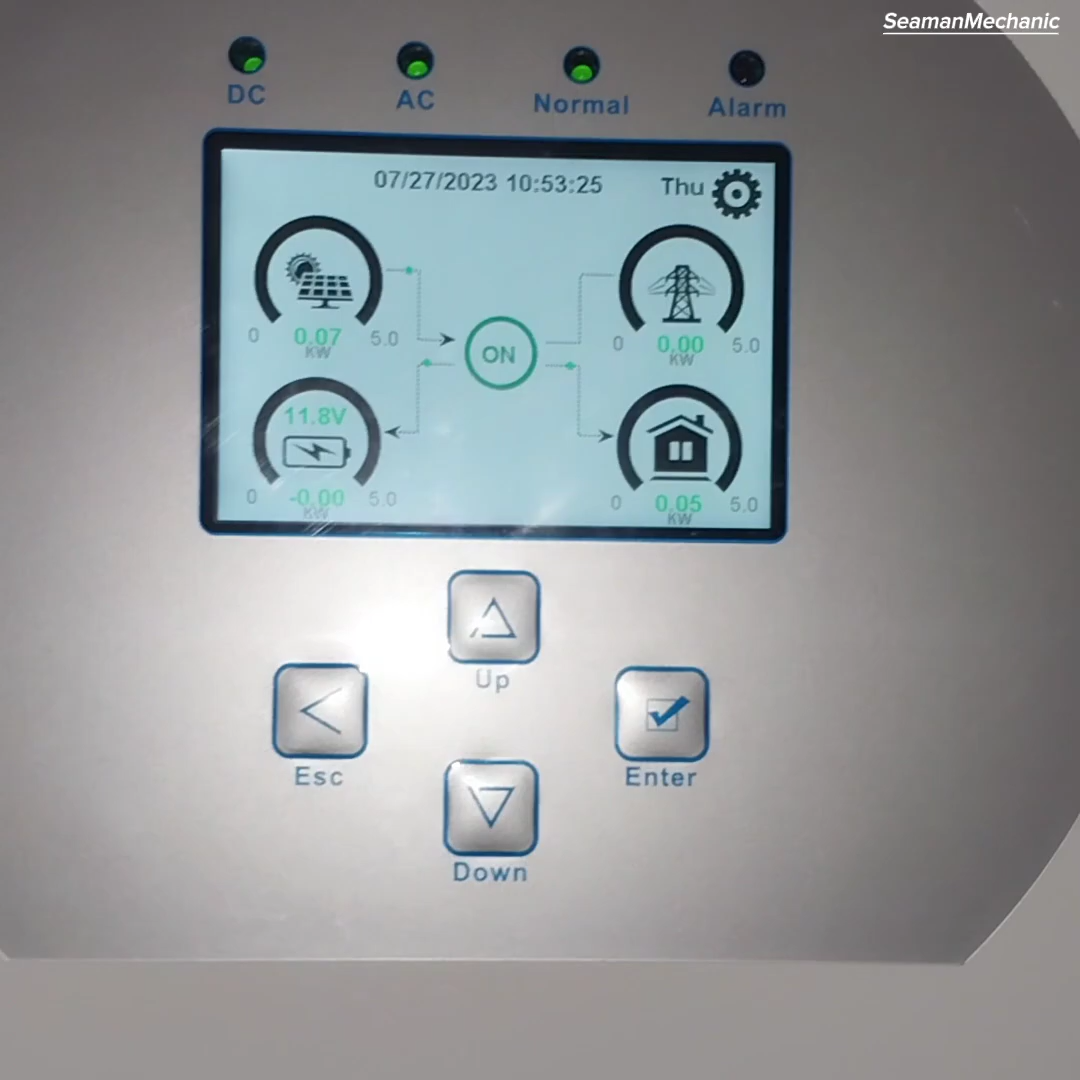 SeamanMechanic
DC AC Normal Alarm
07/27/2023 10:53:25 Thu
0 0.07 5.0
KW
ON
0 0.00 5.0
KW
11.8V
0 -0.00 5.0
KW
0 0.05 5.0
KW
Up
Esc
Enter
Down